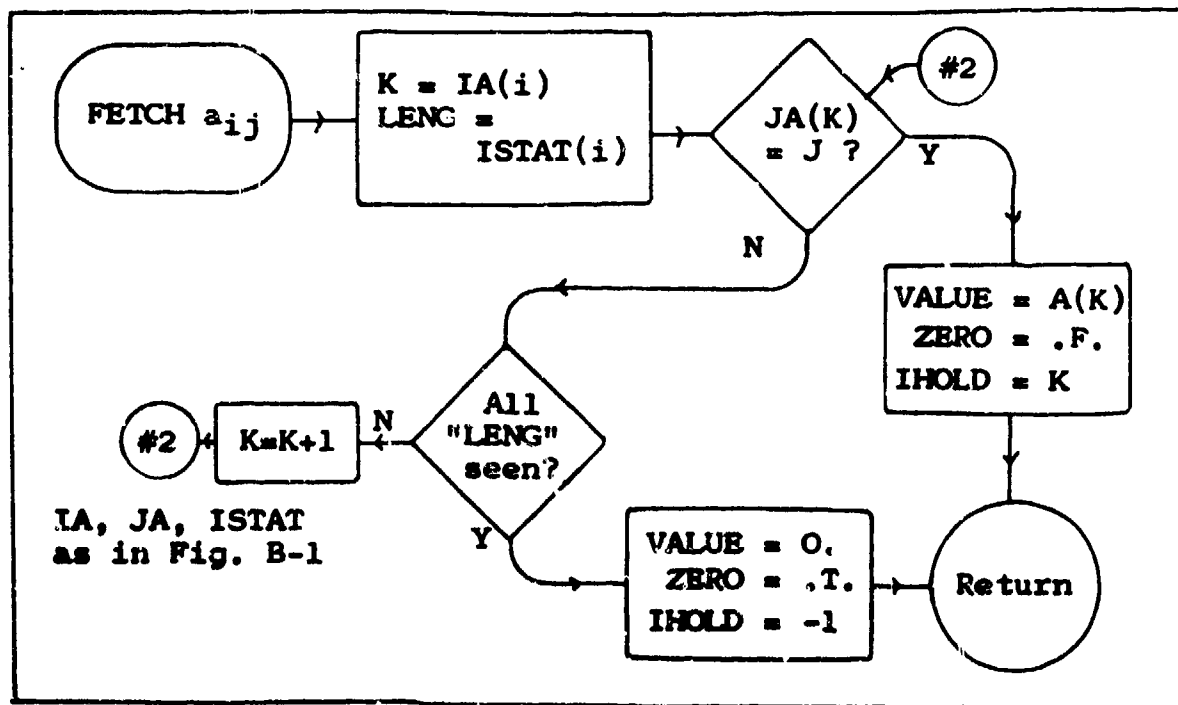 FETCH aij
K = IA(i)
LENG =
ISTAT(i)
JA(K)
= J ?
#2
Y
N
VALUE = A(K)
ZERO = .F.
IHOLD = K
All
"LENG"
seen?
N
K=K+1
#2
IA, JA, ISTAT
as in Fig. B-1
Y
VALUE = 0.
ZERO = .T.
IHOLD = -1
Return